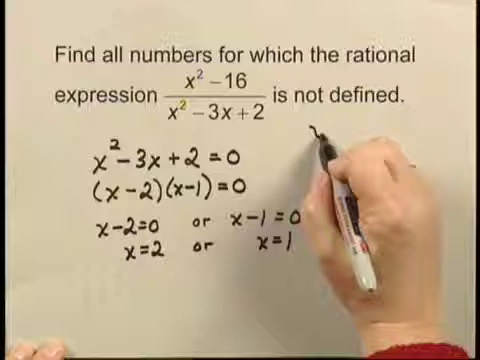 Find all numbers for which the rational
expression (x² − 16)/(x² − 3x + 2) is not defined.
x² − 3x + 2 = 0
(x − 2)(x − 1) = 0
x − 2 = 0 or x − 1 = 0
x = 2 or x = 1